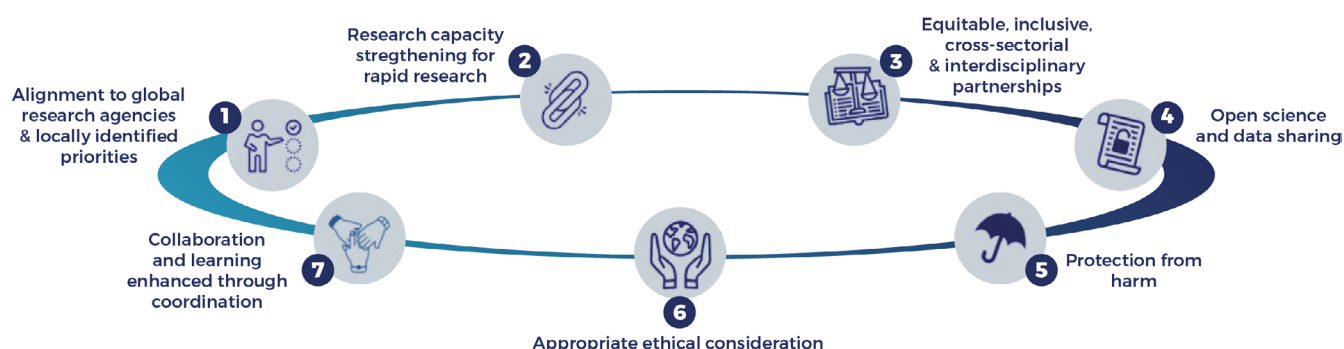 1
Alignment to global
research agencies
& locally identified
priorities
2
Research capacity
stregthening for
rapid research
3
Equitable, inclusive,
cross-sectorial
& interdisciplinary
partnerships
4
Open science
and data sharing
5
Protection from
harm
6
Appropriate ethical consideration
7
Collaboration
and learning
enhanced through
coordination